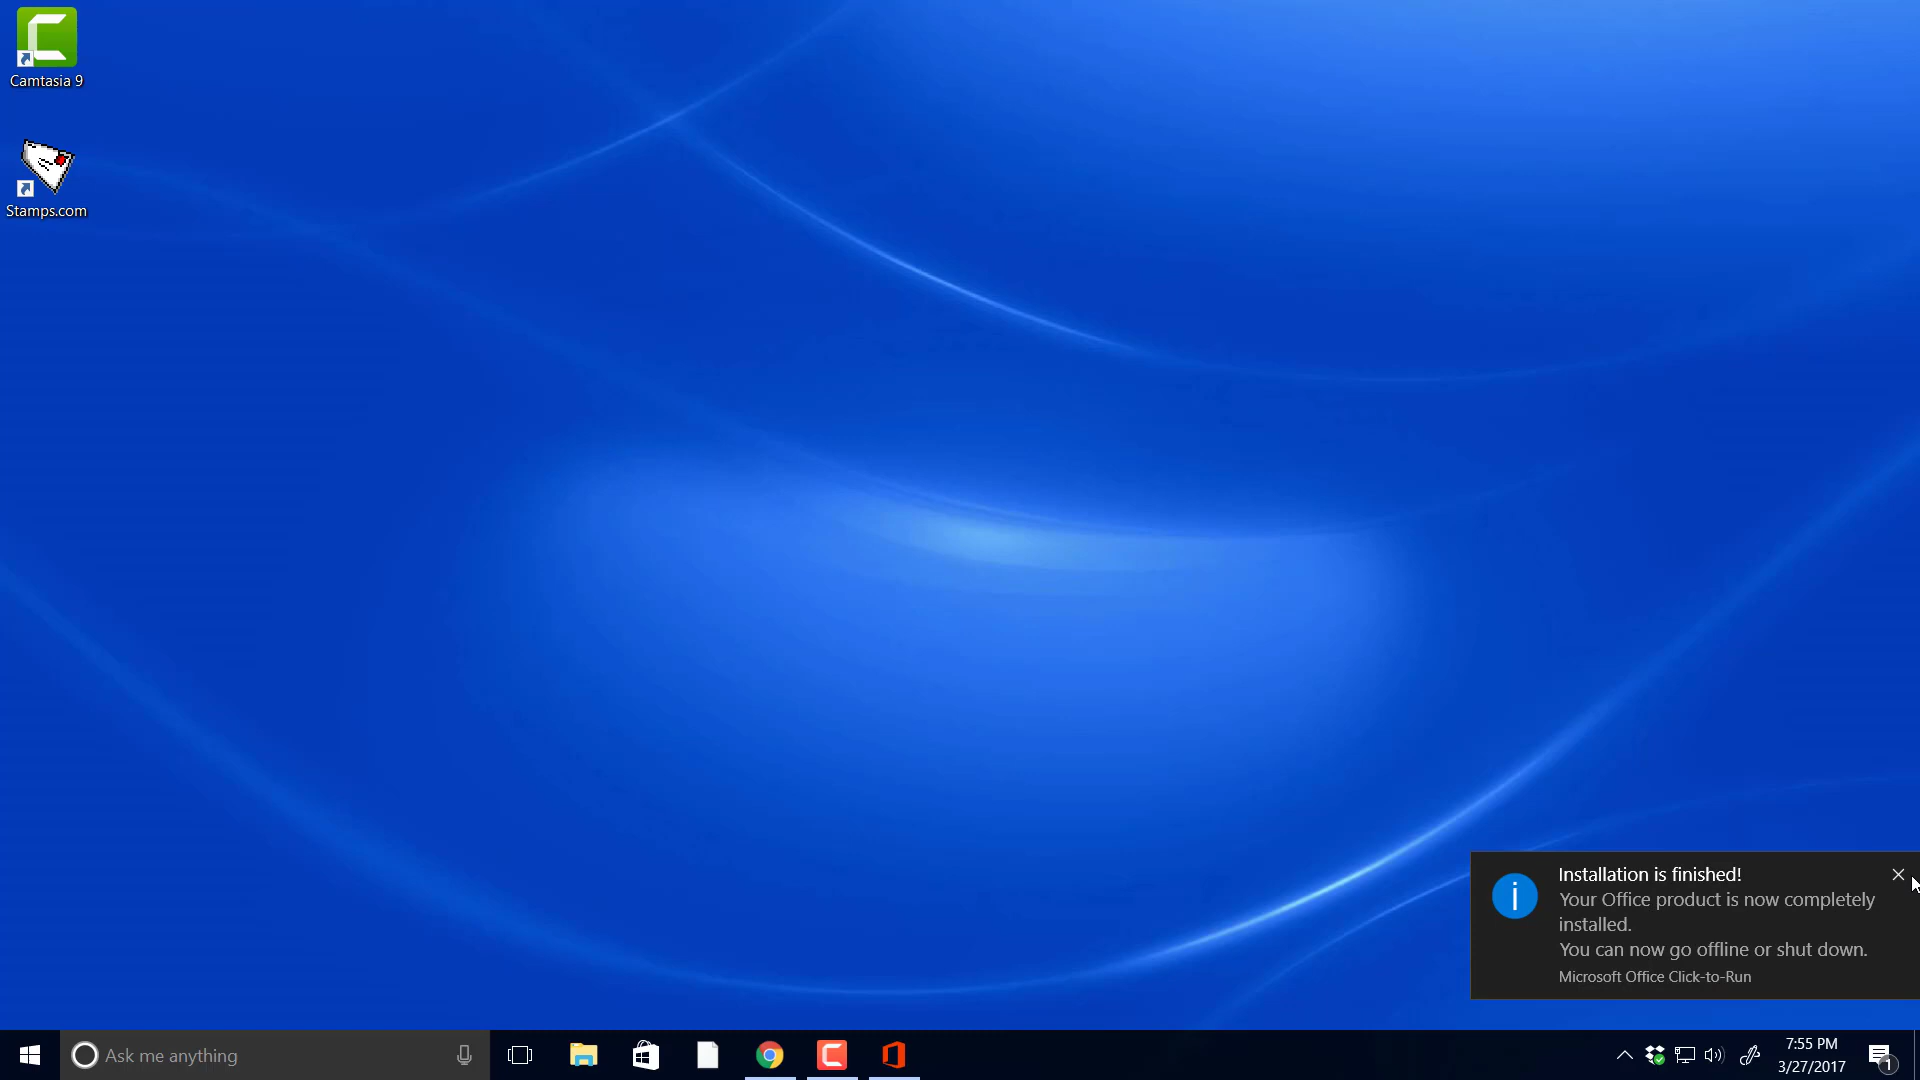 Camtasia 9
Stamps.com
Installation is finished!
Your Office product is now completely
installed.
You can now go offline or shut down.
Microsoft Office Click-to-Run
Ask me anything
7:55 PM
3/27/2017
1